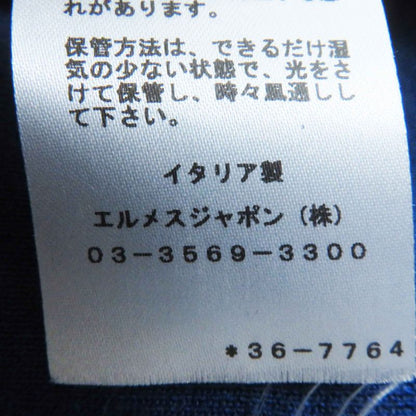 れがあります。
保管方法は、できるだけ湿
気の少ない状態で、光をさ
けて保管し、時々風通しし
て下さい。
イタリア製
エルメスジャポン（株）
03-3569-3300
*36-7764